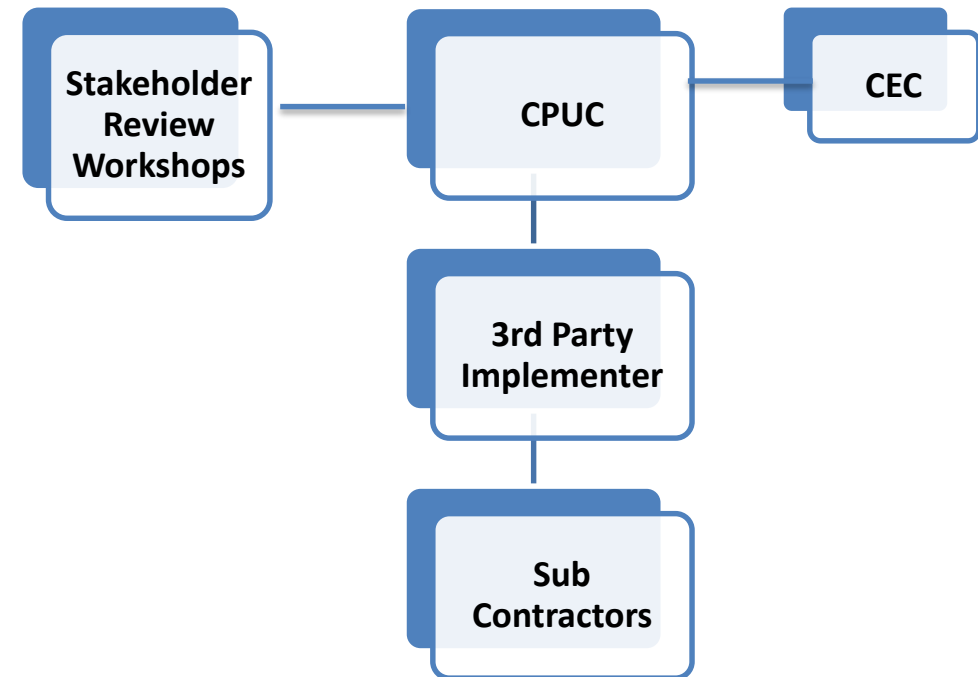 Stakeholder
Review
Workshops
CPUC
CEC
3rd Party
Implementer
Sub
Contractors